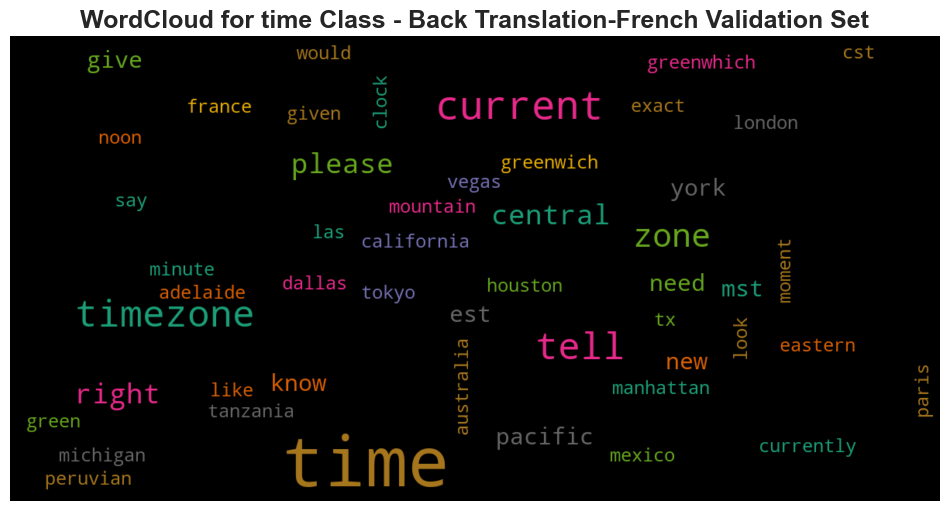 WordCloud for time Class - Back Translation-French Validation Set
give
would
greenwhich
cst
france
given
clock
current
exact
london
noon
please
greenwich
vegas
york
say
mountain
central
las
california
zone
minute
adelaide
dallas
tokyo
houston
need
mst
moment
timezone
est
tx
tell
look
eastern
new
right
like
know
australia
manhattan
paris
tanzania
green
michigan
time
pacific
mexico
currently
peruvian